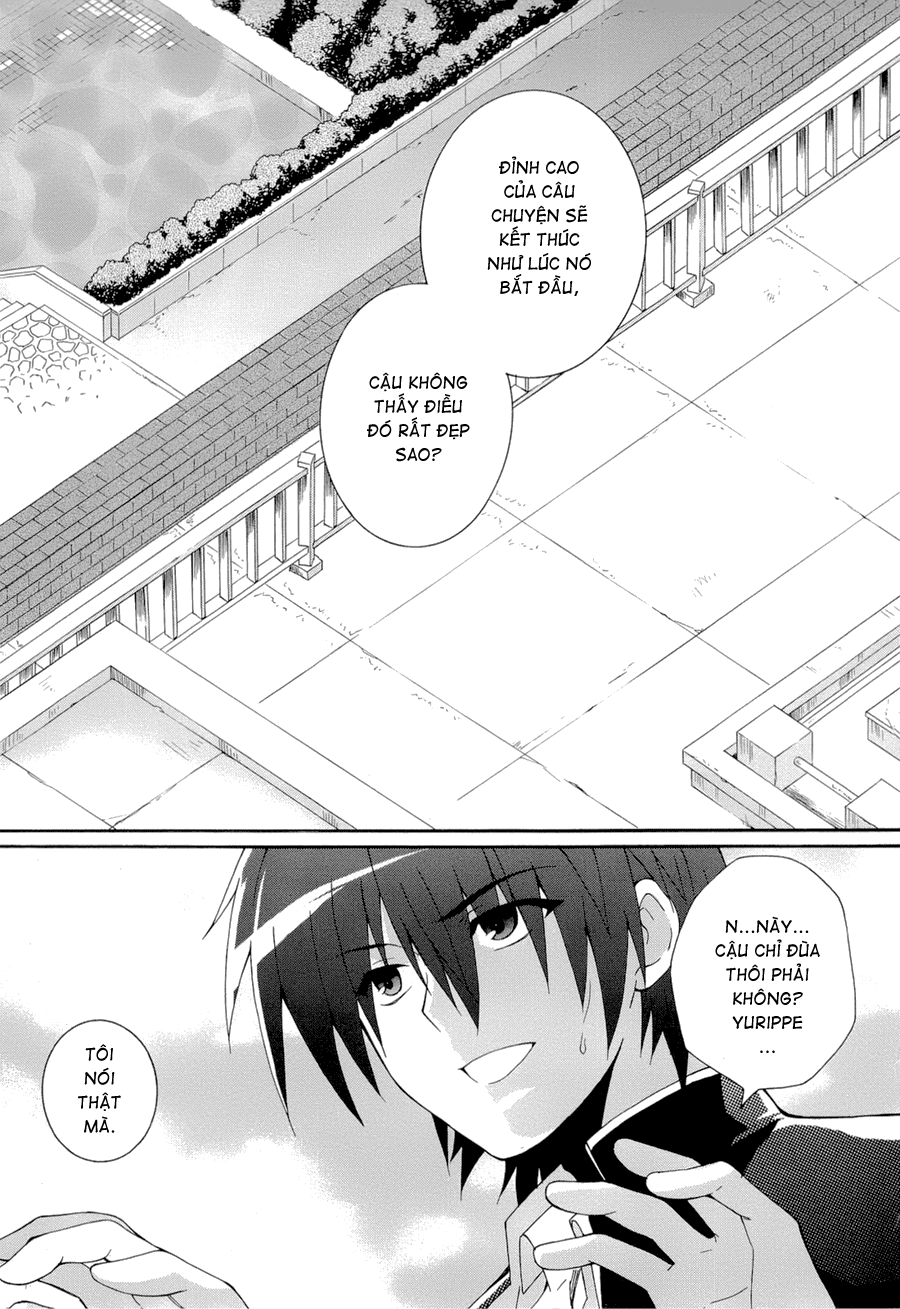 ĐỈNH CAO
CỦA CÂU
CHUYỆN SẼ
KẾT THÚC
NHƯ LÚC NÓ
BẮT ĐẦU,
CẬU KHÔNG
THẤY ĐIỀU
ĐÓ RẤT ĐẸP
SAO?
N...NÀY...
CẬU CHỈ ĐÙA
THÔI PHẢI
KHÔNG?
YURIPPE
...
TÔI
NÓI
THẬT
MÀ.